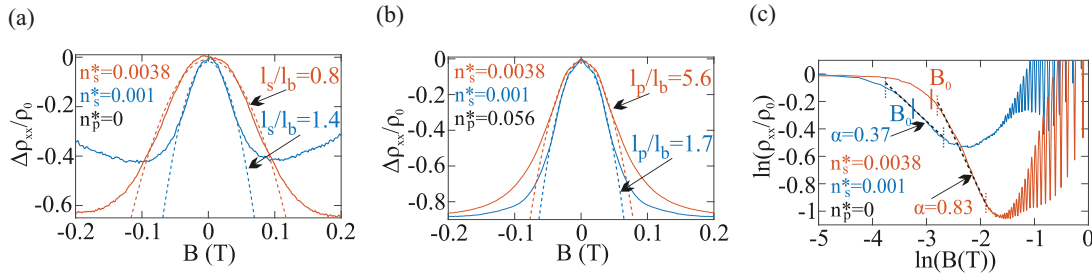 (a)
Δρxx/ρ0
0
-0.2
-0.4
-0.6
n*s=0.0038
n*s=0.001
n*p=0
ls/lb=0.8
ls/lb=1.4
-0.2 -0.1 0 0.1 0.2
B (T)
(b)
Δρxx/ρ0
0
-0.2
-0.4
-0.6
-0.8
n*s=0.0038
n*s=0.001
n*p=0.056
lp/lb=5.6
lp/lb=1.7
-0.2 -0.1 0 0.1 0.2
B (T)
(c)
ln(ρxx/ρ0)
0
-0.2
-0.4
-0.6
-0.8
-1
B0
B0
α=0.37
n*s=0.0038
n*s=0.001
n*p=0
α=0.83
-5 -4 -3 -2 -1 0
ln(B(T))